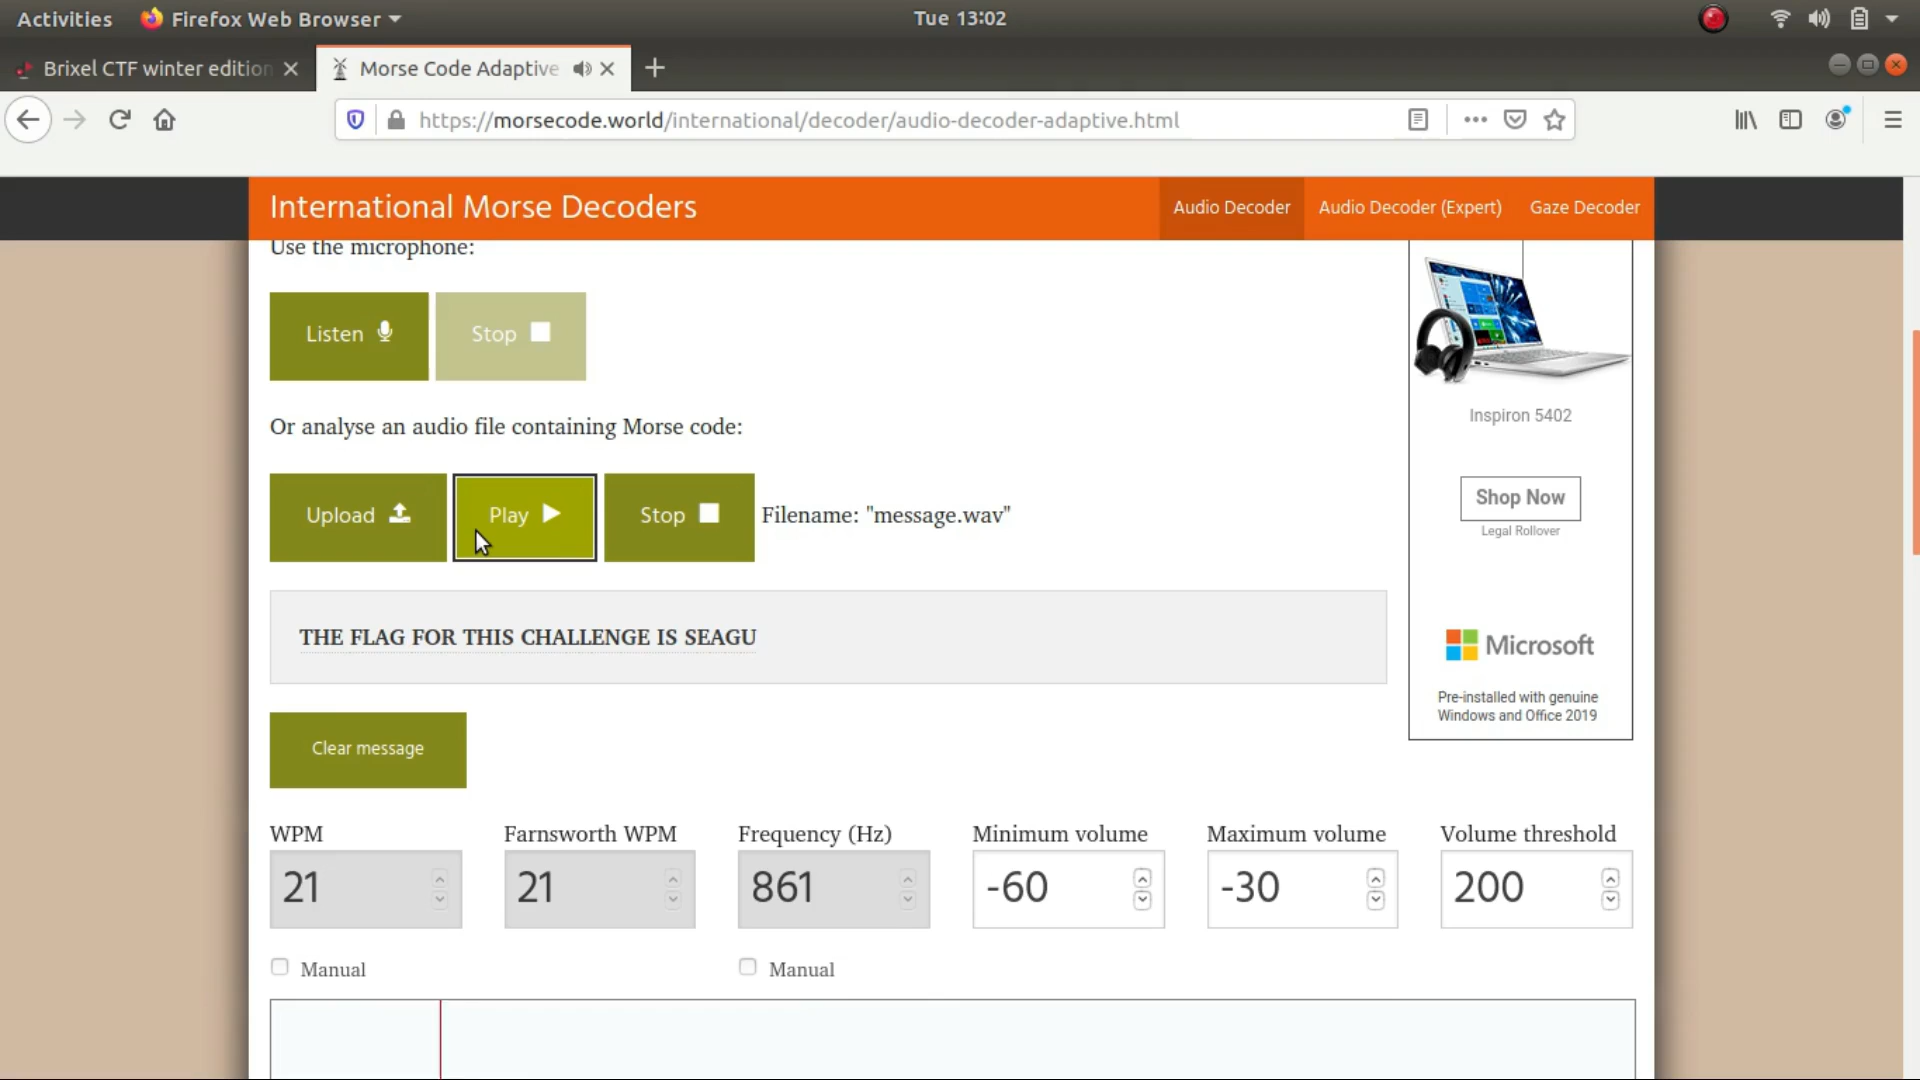 Activities Firefox Web Browser Tue 13:02
Brixel CTF winter edition Morse Code Adaptive
https://morsecode.world/international/decoder/audio-decoder-adaptive.html
International Morse Decoders Audio Decoder Audio Decoder (Expert) Gaze Decoder
Use the microphone:
Listen Stop
Or analyse an audio file containing Morse code:
Upload Play Stop Filename: "message.wav"
THE FLAG FOR THIS CHALLENGE IS SEAGU
Clear message
Inspiron 5402
Shop Now
Legal Rollover
Microsoft
Pre-installed with genuine
Windows and Office 2019
WPM Farnsworth WPM Frequency (Hz) Minimum volume Maximum volume Volume threshold
21 21 861 -60 -30 200
Manual Manual